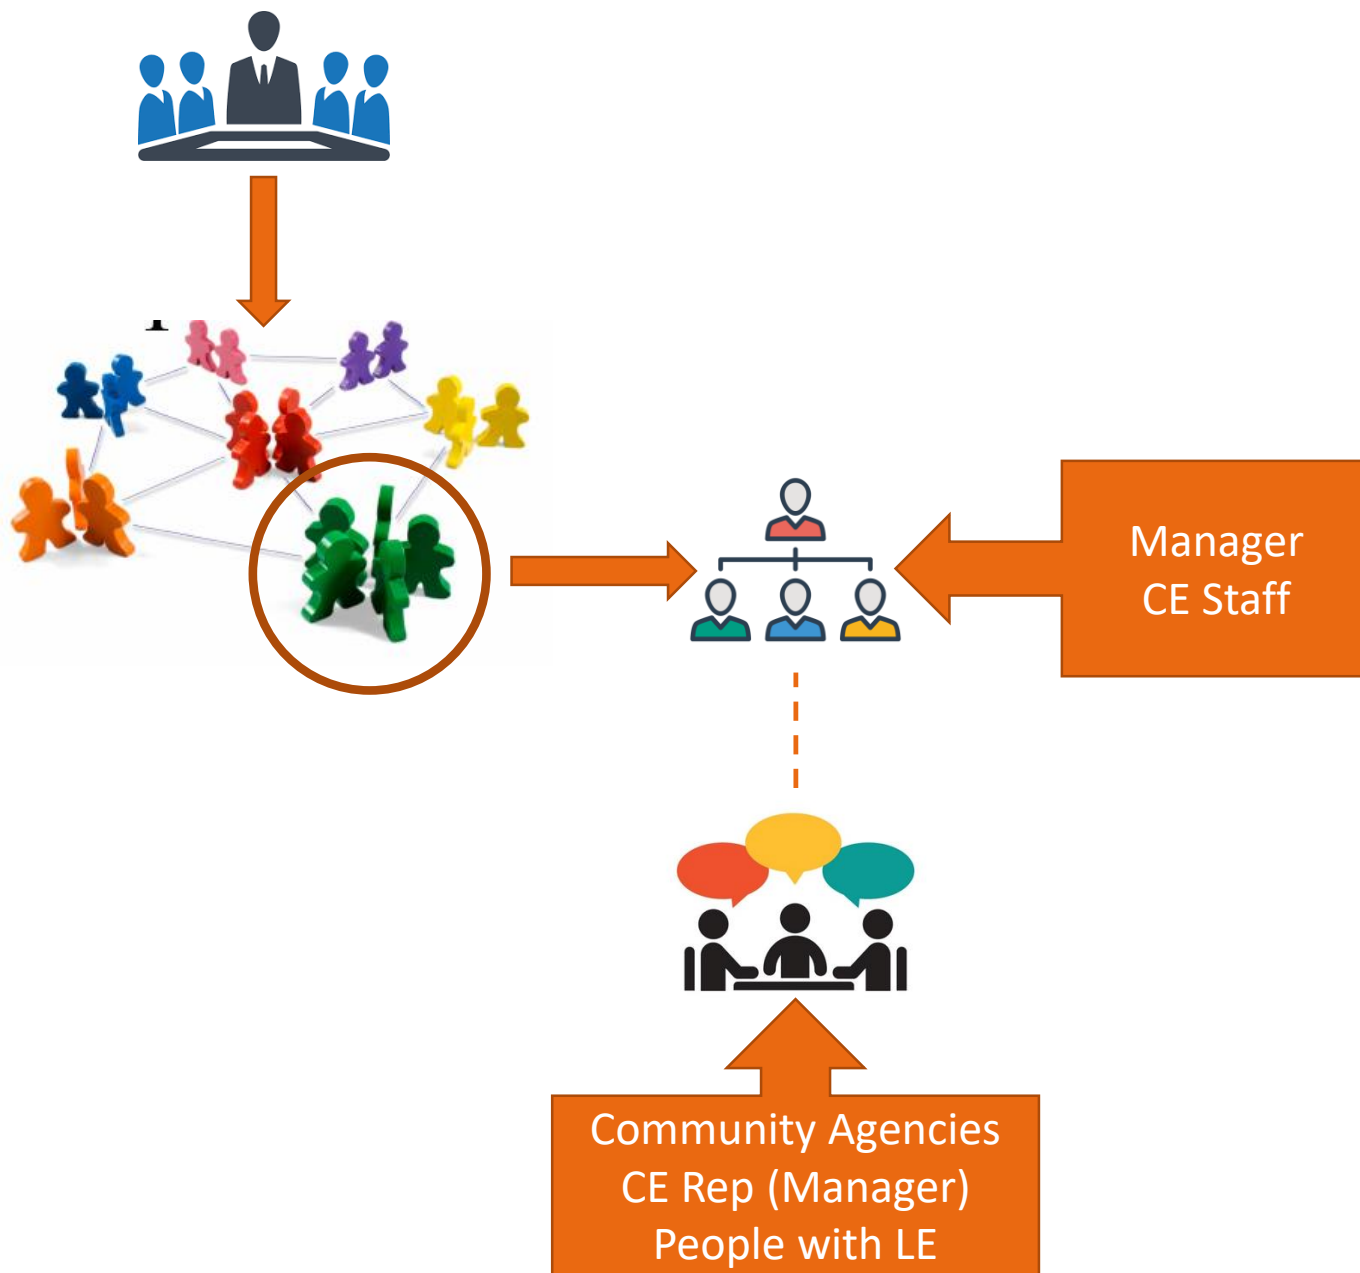 Manager
CE Staff
Community Agencies
CE Rep (Manager)
People with LE